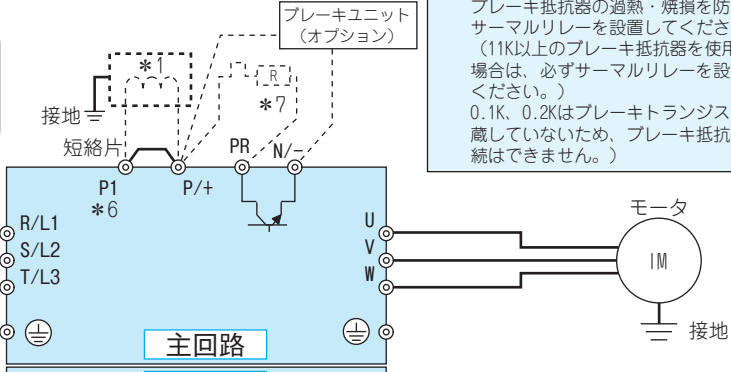 ブレーキユニット
(オプション)
ブレーキ抵抗器の過熱・焼損を防
サーマルリレーを設置してくださ
(11K以上のブレーキ抵抗器を使用
場合は、必ずサーマルリレーを設
ください。)
0.1K、0.2Kはブレーキトランジス
蔵していないため、ブレーキ抵抗
続はできません。)
*1
R
*7
接地
短絡片
PR
N/-
P1
P/+
*6
R/L1
S/L2
T/L3
U
V
W
モータ
IM
接地
主回路